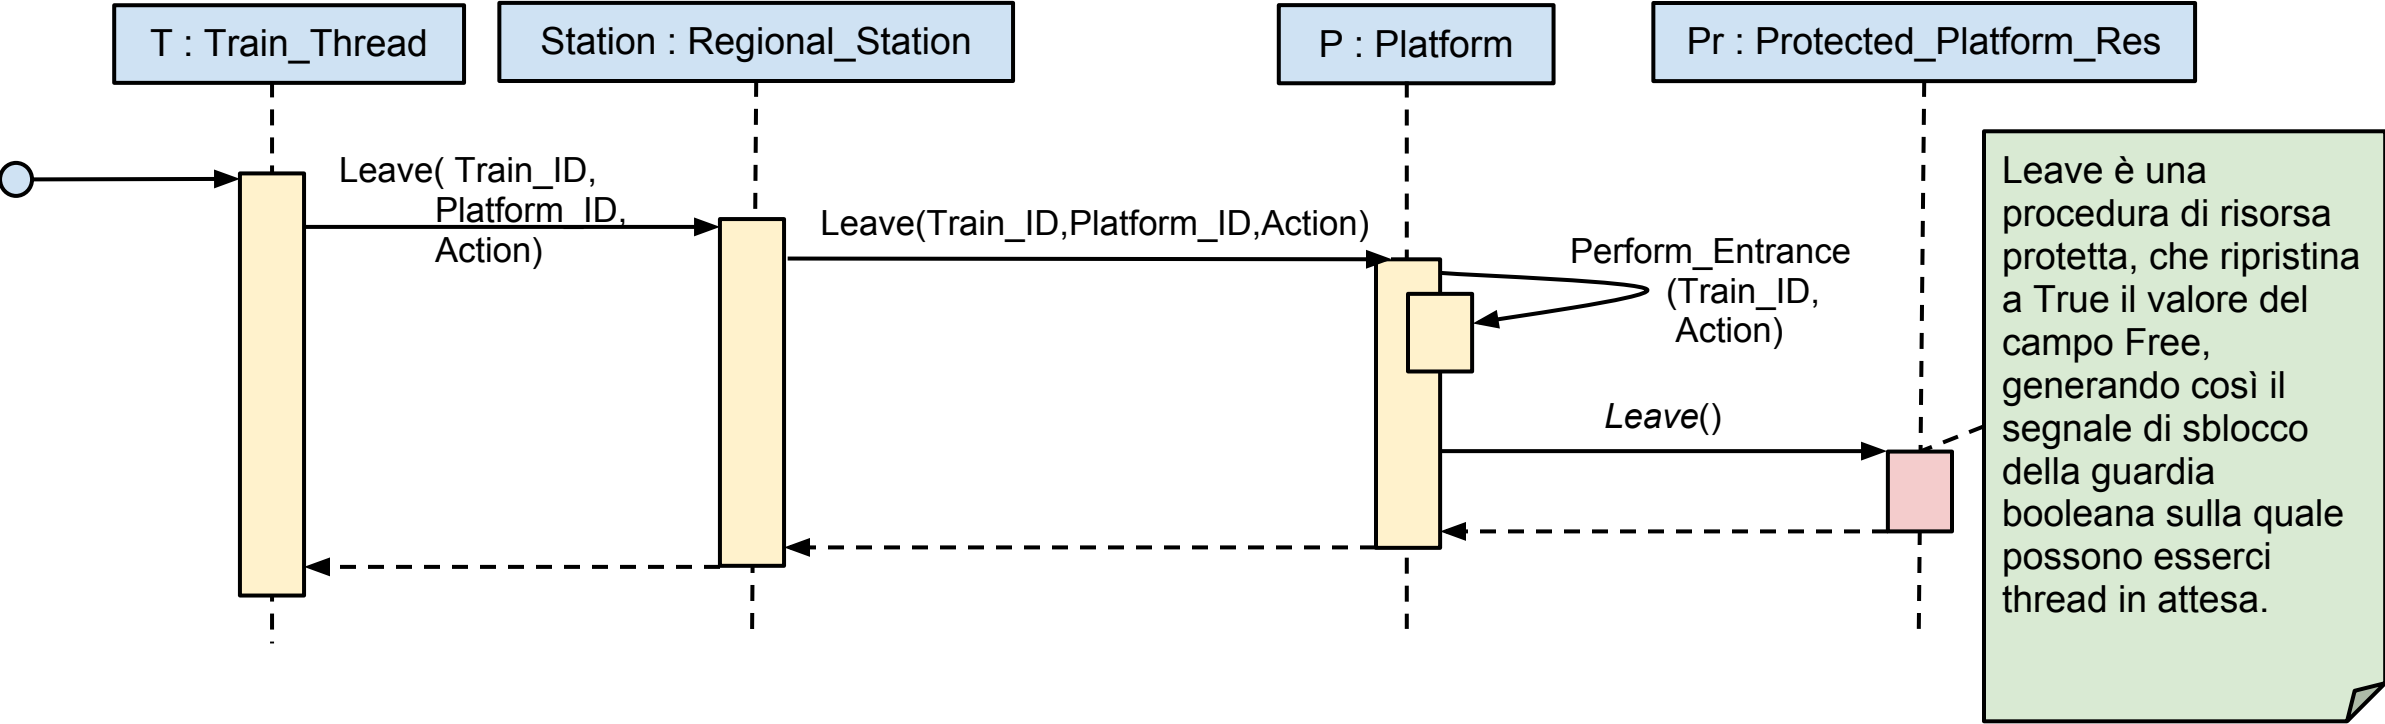 T : Train_Thread
Station : Regional_Station
P : Platform
Pr : Protected_Platform_Res
Leave( Train_ID,
Platform_ID,
Action)
Leave(Train_ID,Platform_ID,Action)
Perform_Entrance
(Train_ID,
Action)
Leave()
Leave è una
procedura di risorsa
protetta, che ripristina
a True il valore del
campo Free,
generando così il
segnale di sblocco
della guardia
booleana sulla quale
possono esserci
thread in attesa.